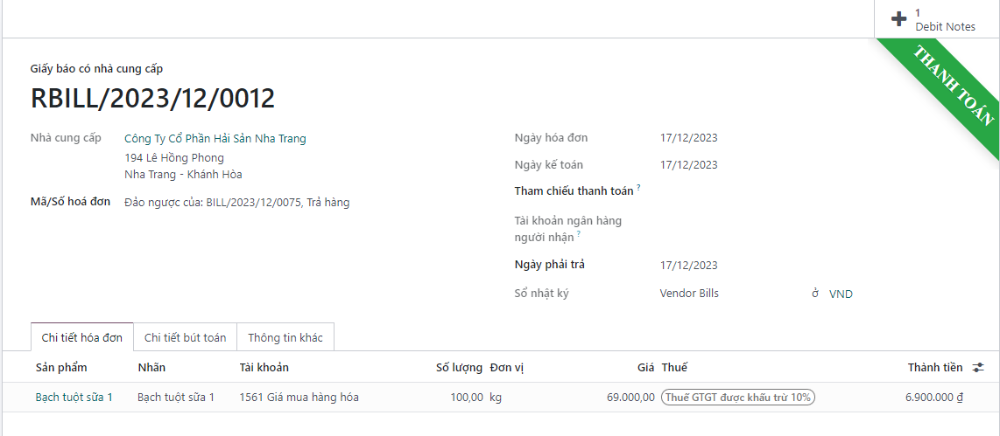 1
Debit Notes
THANH TOÁN
Giấy báo có nhà cung cấp
RBILL/2023/12/0012
Nhà cung cấp Công Ty Cổ Phần Hải Sản Nha Trang
194 Lê Hồng Phong
Nha Trang - Khánh Hòa
Mã/Số hoá đơn Đảo ngược của: BILL/2023/12/0075, Trả hàng
Ngày hóa đơn 17/12/2023
Ngày kế toán 17/12/2023
Tham chiếu thanh toán ?
Tài khoản ngân hàng
người nhận ?
Ngày phải trả 17/12/2023
Sổ nhật ký Vendor Bills ở VND
Chi tiết hóa đơn Chi tiết bút toán Thông tin khác
Sản phẩm Nhãn Tài khoản Số lượng Đơn vị Giá Thuế Thành tiền
Bạch tuột sữa 1 Bạch tuột sữa 1 1561 Giá mua hàng hóa 100,00 kg 69.000,00 Thuế GTGT được khấu trừ 10% 6.900.000 ₫